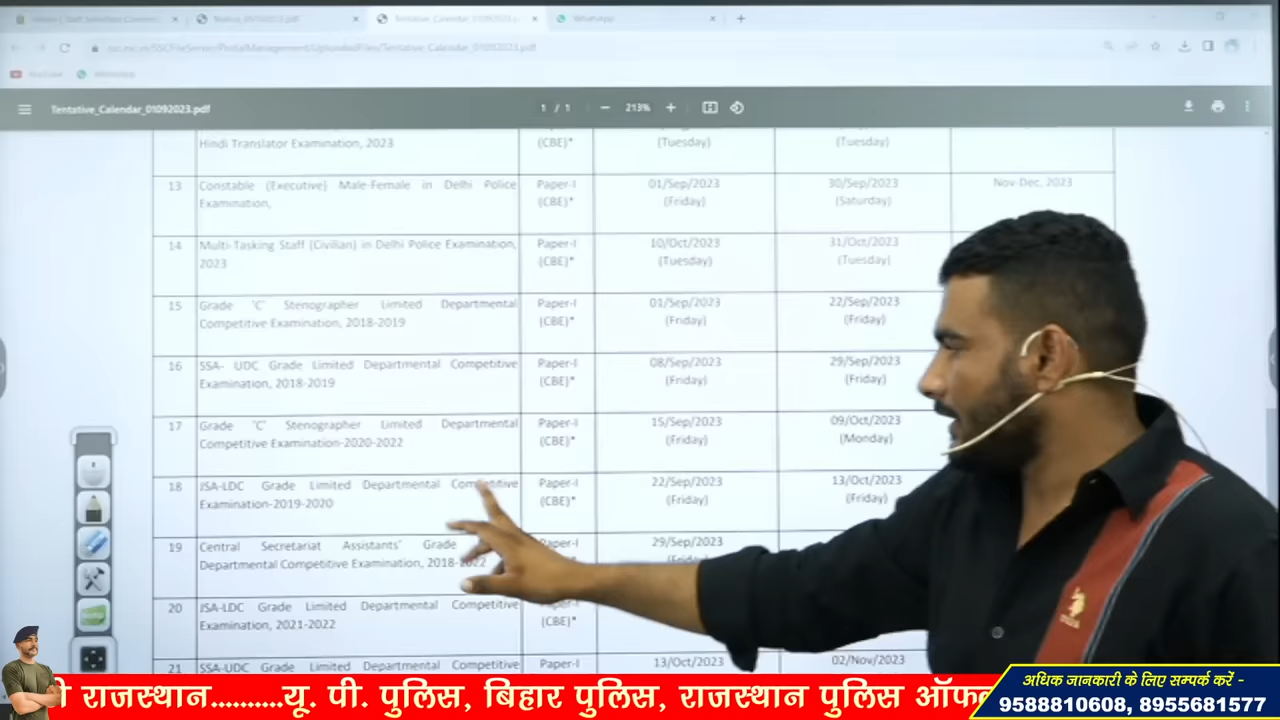 Tentative_Calendar_01092023.p...
WhatsApp
YouTube
WhatsApp
Tentative_Calendar_01092023.pdf
1 / 1
213%
Hindi Translator Examination, 2023
(CBE)*
(Tuesday)
(Tuesday)
13
Constable (Executive) Male-Female in Delhi Police
Examination,
Paper-I
(CBE)*
01/Sep/2023
(Friday)
30/Sep/2023
(Saturday)
Nov-Dec, 2023
14
Multi-Tasking Staff (Civilian) in Delhi Police Examination,
2023
Paper-I
(CBE)*
10/Oct/2023
(Tuesday)
31/Oct/2023
(Tuesday)
15
Grade 'C' Stenographer Limited Departmental
Competitive Examination, 2018-2019
Paper-I
(CBE)*
01/Sep/2023
(Friday)
22/Sep/2023
(Friday)
16
SSA- UDC Grade Limited Departmental Competitive
Examination, 2018-2019
Paper-I
(CBE)*
08/Sep/2023
(Friday)
29/Sep/2023
(Friday)
17
Grade 'C' Stenographer Limited Departmental
Competitive Examination-2020-2022
Paper-I
(CBE)*
15/Sep/2023
(Friday)
09/Oct/2023
(Monday)
18
JSA-LDC Grade Limited Departmental Competitive
Examination-2019-2020
Paper-I
(CBE)*
22/Sep/2023
(Friday)
13/Oct/2023
(Friday)
19
Central Secretariat Assistants' Grade
Departmental Competitive Examination, 2018-2022
Paper-I
29/Sep/2023
(Friday)
20
JSA-LDC Grade Limited Departmental Competitive
Examination, 2021-2022
Paper-I
(CBE)*
21
SSA-UDC Grade Limited Departmental Competitive
Paper-I
13/Oct/2023
02/Nov/2023
ी राजस्थान..........यू. पी. पुलिस, बिहार पुलिस, राजस्थान पुलिस ऑफ
अधिक जानकारी के लिए सम्पर्क करें -
9588810608, 8955681577